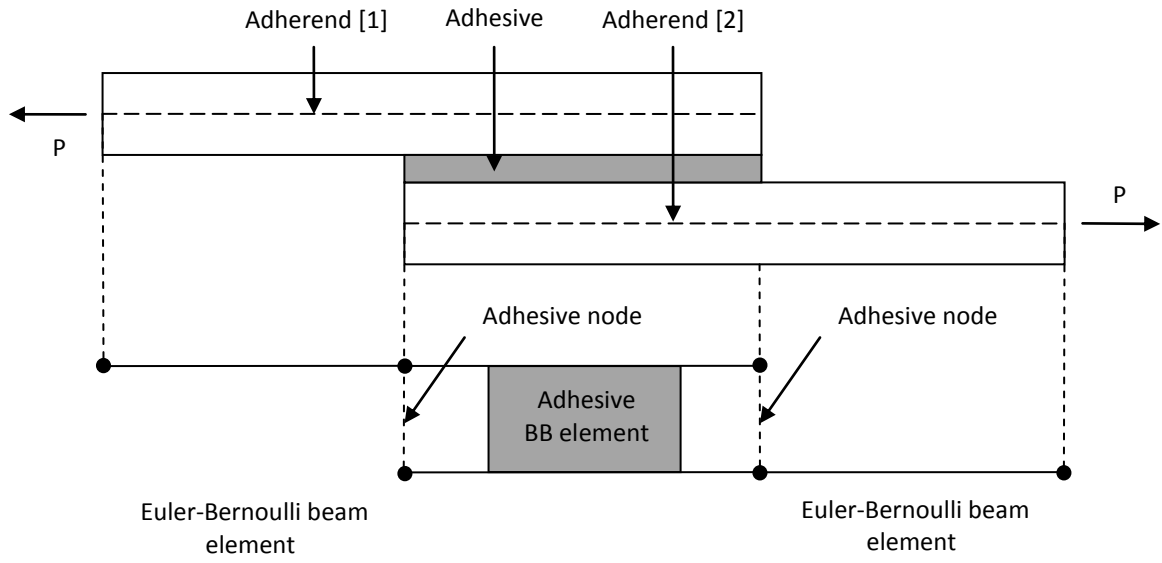 Adherend [1]
Adhesive
Adherend [2]
P
P
Adhesive node
Adhesive node
Adhesive
BB element
Euler-Bernoulli beam
element
Euler-Bernoulli beam
element